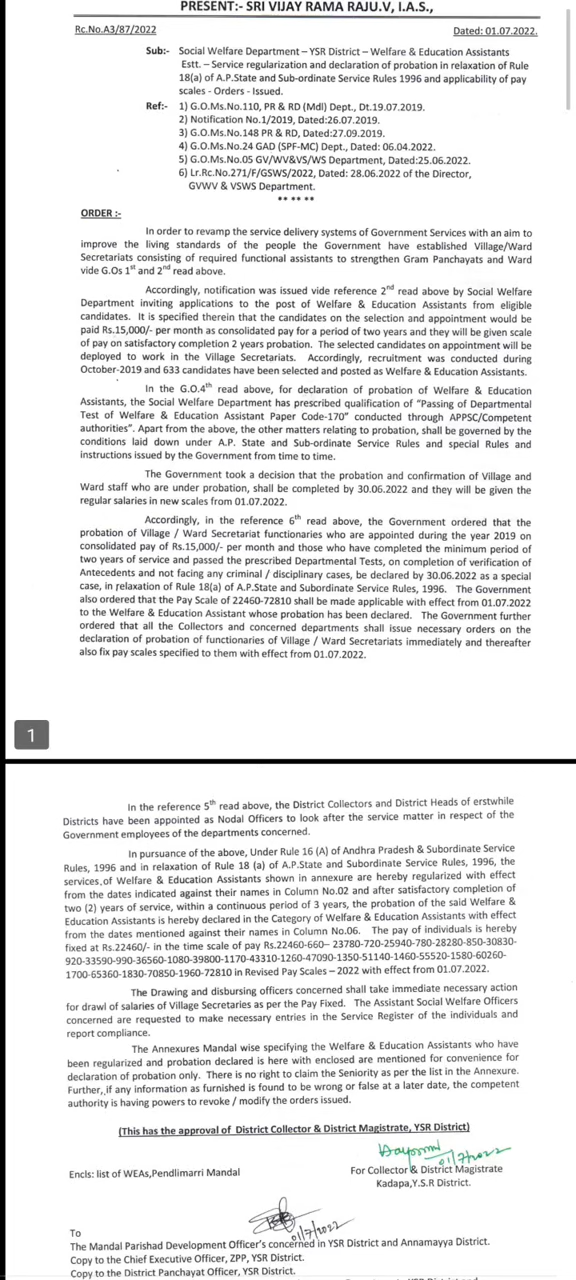 PRESENT:- SRI VIJAY RAMA RAJU.V, I.A.S.,
Rc.No.A3/87/2022 Dated: 01.07.2022.
Sub:- Social Welfare Department – YSR District – Welfare & Education Assistants
Estt. – Service regularization and declaration of probation in relaxation of Rule
18(a) of A.P.State and Sub-ordinate Service Rules 1996 and applicability of pay
scales - Orders - Issued.
Ref:- 1) G.O.Ms.No.110, PR & RD (Mdl) Dept., Dt.19.07.2019.
2) Notification No.1/2019, Dated:26.07.2019.
3) G.O.Ms.No.148 PR & RD, Dated:27.09.2019.
4) G.O.Ms.No.24 GAD (SPF-MC) Dept., Dated: 06.04.2022.
5) G.O.Ms.No.05 GV/WV&VS/WS Department, Dated:25.06.2022.
6) Lr.Rc.No.271/F/GSWS/2022, Dated: 28.06.2022 of the Director,
GVWV & VSWS Department.
** ** **
ORDER :-
In order to revamp the service delivery systems of Government Services with an aim to
improve the living standards of the people the Government have established Village/Ward
Secretariats consisting of required functional assistants to strengthen Gram Panchayats and Ward
vide G.Os 1st and 2nd read above.
Accordingly, notification was issued vide reference 2nd read above by Social Welfare
Department inviting applications to the post of Welfare & Education Assistants from eligible
candidates. It is specified therein that the candidates on the selection and appointment would be
paid Rs.15,000/- per month as consolidated pay for a period of two years and they will be given scale
of pay on satisfactory completion 2 years probation. The selected candidates on appointment will be
deployed to work in the Village Secretariats. Accordingly, recruitment was conducted during
October-2019 and 633 candidates have been selected and posted as Welfare & Education Assistants.
In the G.O.4th read above, for declaration of probation of Welfare & Education
Assistants, the Social Welfare Department has prescribed qualification of "Passing of Departmental
Test of Welfare & Education Assistant Paper Code-170" conducted through APPSC/Competent
authorities". Apart from the above, the other matters relating to probation, shall be governed by the
conditions laid down under A.P. State and Sub-ordinate Service Rules and special Rules and
instructions issued by the Government from time to time.
The Government took a decision that the probation and confirmation of Village and
Ward staff who are under probation, shall be completed by 30.06.2022 and they will be given the
regular salaries in new scales from 01.07.2022.
Accordingly, in the reference 6th read above, the Government ordered that the
probation of Village / Ward Secretariat functionaries who are appointed during the year 2019 on
consolidated pay of Rs.15,000/- per month and those who have completed the minimum period of
two years of service and passed the prescribed Departmental Tests, on completion of verification of
Antecedents and not facing any criminal / disciplinary cases, be declared by 30.06.2022 as a special
case, in relaxation of Rule 18(a) of A.P.State and Subordinate Service Rules, 1996. The Government
also ordered that the Pay Scale of 22460-72810 shall be made applicable with effect from 01.07.2022
to the Welfare & Education Assistant whose probation has been declared. The Government further
ordered that all the Collectors and concerned departments shall issue necessary orders on the
declaration of probation of functionaries of Village / Ward Secretariats immediately and thereafter
also fix pay scales specified to them with effect from 01.07.2022.
1
In the reference 5th read above, the District Collectors and District Heads of erstwhile
Districts have been appointed as Nodal Officers to look after the service matter in respect of the
Government employees of the departments concerned.
In pursuance of the above, Under Rule 16 (A) of Andhra Pradesh & Subordinate Service
Rules, 1996 and in relaxation of Rule 18 (a) of A.P.State and Subordinate Service Rules, 1996, the
services,of Welfare & Education Assistants shown in annexure are hereby regularized with effect
from the dates indicated against their names in Column No.02 and after satisfactory completion of
two (2) years of service, within a continuous period of 3 years, the probation of the said Welfare &
Education Assistants is hereby declared in the Category of Welfare & Education Assistants with effect
from the dates mentioned against their names in Column No.06. The pay of individuals is hereby
fixed at Rs.22460/- in the time scale of pay Rs.22460-660– 23780-720-25940-780-28280-850-30830-
920-33590-990-36560-1080-39800-1170-43310-1260-47090-1350-51140-1460-55520-1580-60260-
1700-65360-1830-70850-1960-72810 in Revised Pay Scales – 2022 with effect from 01.07.2022.
The Drawing and disbursing officers concerned shall take immediate necessary action
for drawl of salaries of Village Secretaries as per the Pay Fixed. The Assistant Social Welfare Officers
concerned are requested to make necessary entries in the Service Register of the individuals and
report compliance.
The Annexures Mandal wise specifying the Welfare & Education Assistants who have
been regularized and probation declared is here with enclosed are mentioned for convenience for
declaration of probation only. There is no right to claim the Seniority as per the list in the Annexure.
Further, if any information as furnished is found to be wrong or false at a later date, the competent
authority is having powers to revoke / modify the orders issued.
(This has the approval of District Collector & District Magistrate, YSR District)
01/7/2022
Encls: list of WEAs,Pendlimarri Mandal For Collector & District Magistrate
Kadapa,Y.S.R District.
01/7/2022
To
The Mandal Parishad Development Officer's concerned in YSR District and Annamayya District.
Copy to the Chief Executive Officer, ZPP, YSR District.
Copy to the District Panchayat Officer, YSR District.